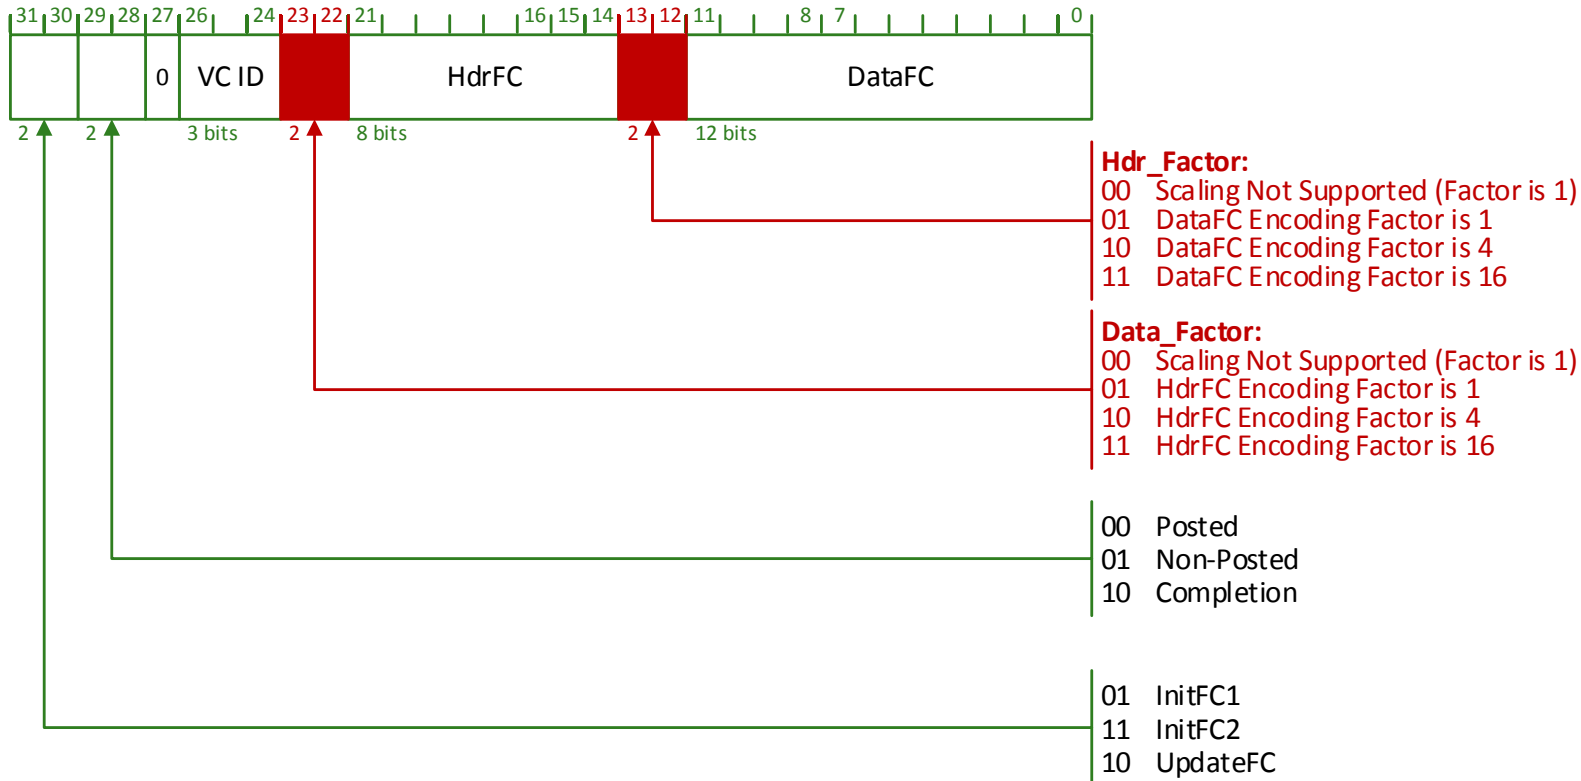 31 30 29 28 27 26 24 23 22 21 16 15 14 13 12 11 8 7 0
0 VC ID HdrFC DataFC
2 2 3 bits 2 8 bits 2 12 bits
Hdr_Factor:
00 Scaling Not Supported (Factor is 1)
01 DataFC Encoding Factor is 1
10 DataFC Encoding Factor is 4
11 DataFC Encoding Factor is 16
Data_Factor:
00 Scaling Not Supported (Factor is 1)
01 HdrFC Encoding Factor is 1
10 HdrFC Encoding Factor is 4
11 HdrFC Encoding Factor is 16
00 Posted
01 Non-Posted
10 Completion
01 InitFC1
11 InitFC2
10 UpdateFC